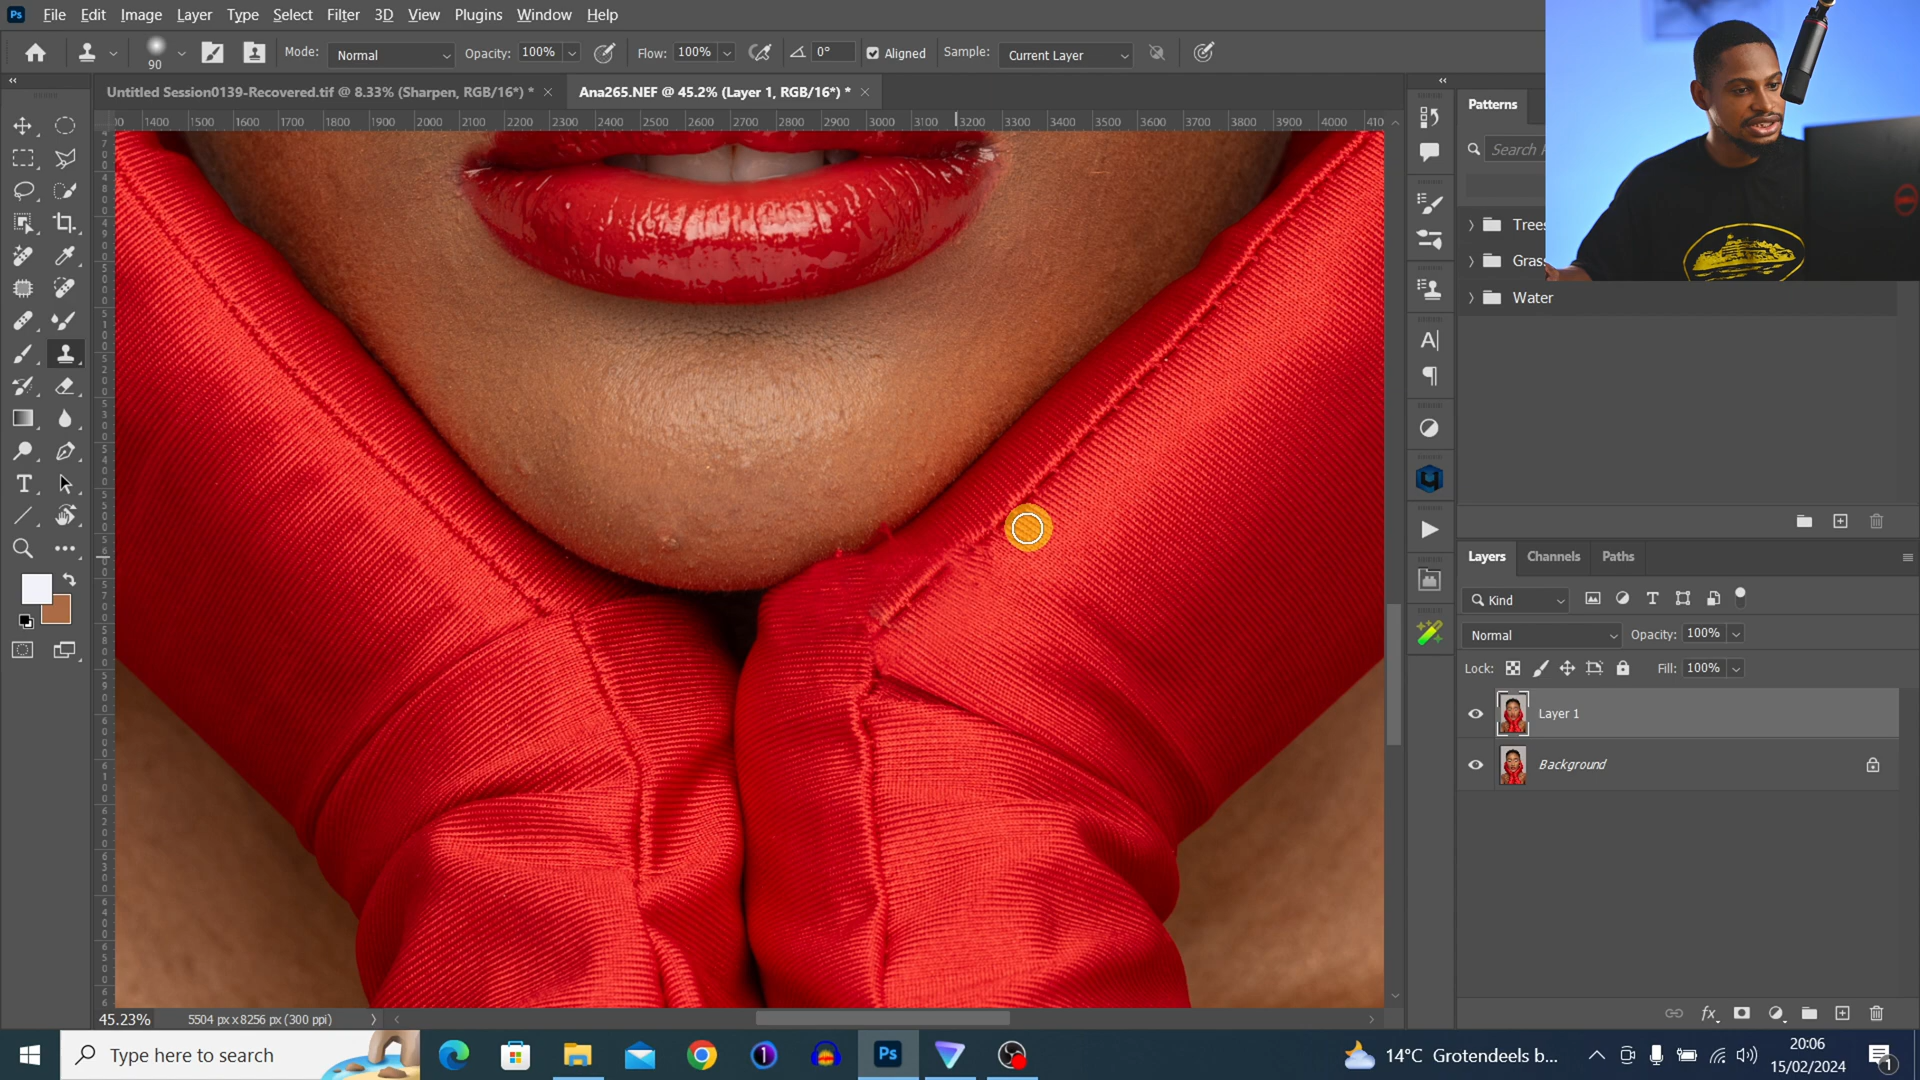 Ps File Edit Image Layer Type Select Filter 3D View Plugins Window Help
90 Mode: Normal Opacity: 100% Flow: 100% 0° Aligned Sample: Current Layer
Untitled Session0139-Recovered.tif @ 8.33% (Sharpen, RGB/16*) * Ana265.NEF @ 45.2% (Layer 1, RGB/16*) *
1400 1500 1600 1700 1800 1900 2000 2100 2200 2300 2400 2500 2600 2700 2800 2900 3000 3100 3200 3300 3400 3500 3600 3700 3800 3900 4000 410
Patterns
Search
Trees
Grass
Water
Layers Channels Paths
Kind
Normal Opacity: 100%
Lock: Fill: 100%
Layer 1
Background
fx
45.23% 5504 px x 8256 px (300 ppi)
Type here to search
Ps
14°C Grotendeels b...
20:06
15/02/2024
1